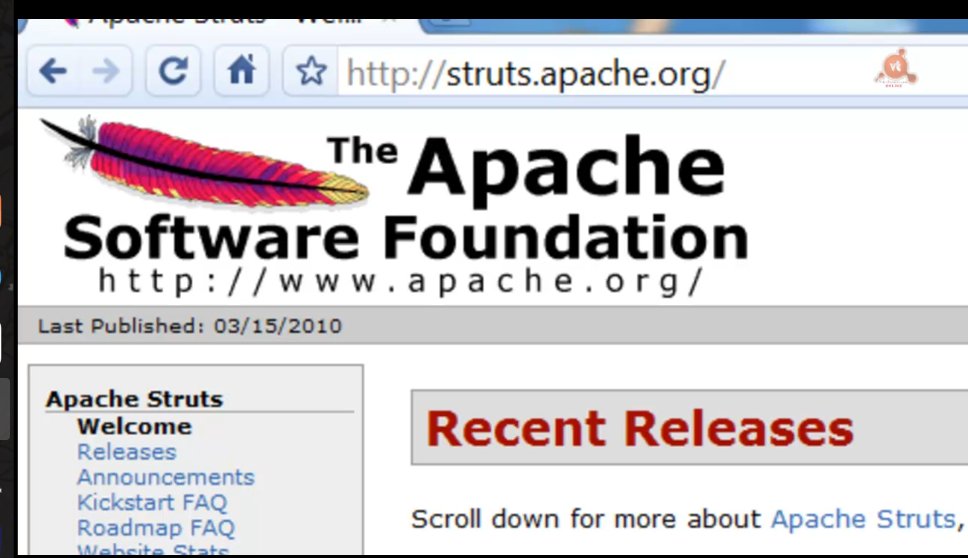 Apache Struts - Wel...
http://struts.apache.org/
vt
The Apache
Software Foundation
http://www.apache.org/
Last Published: 03/15/2010
Apache Struts
Welcome
Releases
Announcements
Kickstart FAQ
Roadmap FAQ
Website Stats
Recent Releases
Scroll down for more about Apache Struts,